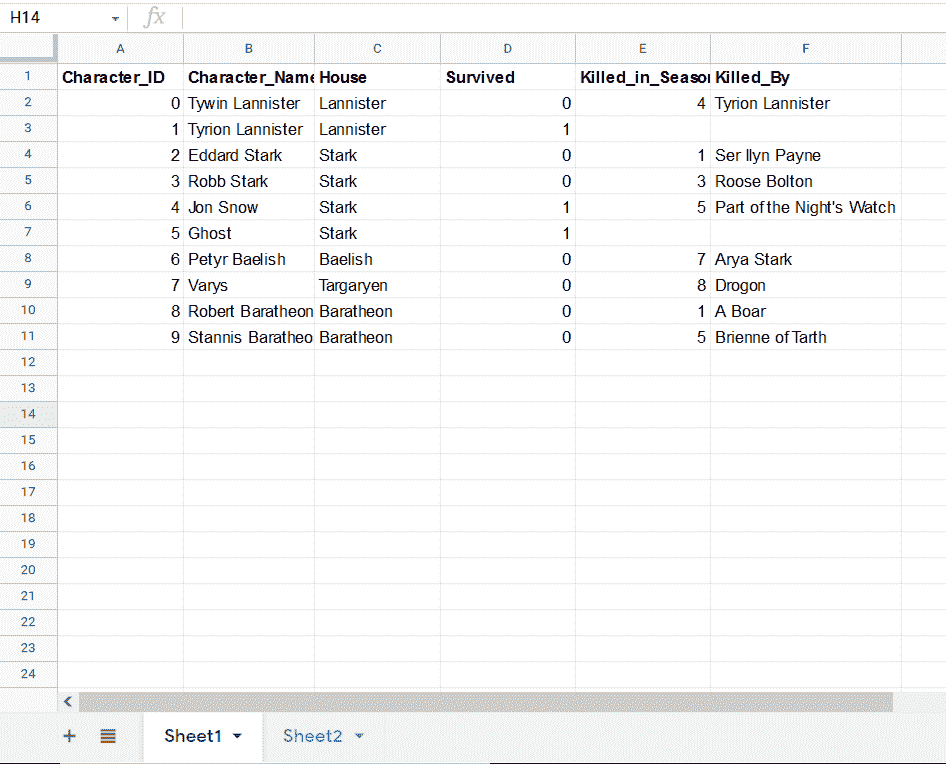 H14 fx
A B C D E F
1 Character_ID Character_Name House Survived Killed_in_Season Killed_By
2 0 Tywin Lannister Lannister 0 4 Tyrion Lannister
3 1 Tyrion Lannister Lannister 1
4 2 Eddard Stark Stark 0 1 Ser Ilyn Payne
5 3 Robb Stark Stark 0 3 Roose Bolton
6 4 Jon Snow Stark 1 5 Part of the Night's Watch
7 5 Ghost Stark 1
8 6 Petyr Baelish Baelish 0 7 Arya Stark
9 7 Varys Targaryen 0 8 Drogon
10 8 Robert Baratheon Baratheon 0 1 A Boar
11 9 Stannis Baratheo Baratheon 0 5 Brienne of Tarth
12
13
14
15
16
17
18
19
20
21
22
23
24
Sheet1 Sheet2